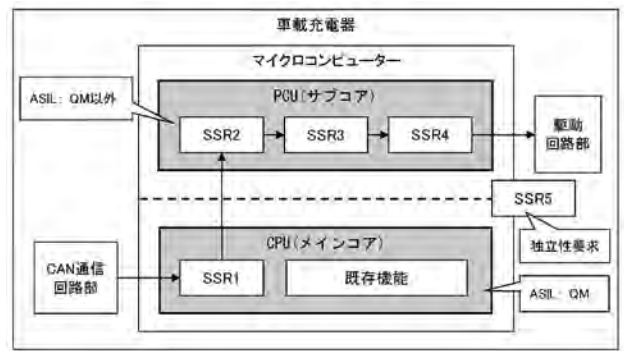 車載充電器
マイクロコンピューター
ASIL: QM以外
PCU(サブコア)
SSR2
SSR3
SSR4
駆動
回路部
SSR5
独立性要求
CPU(メインコア)
CAN通信
回路部
SSR1
既存機能
ASIL: QM